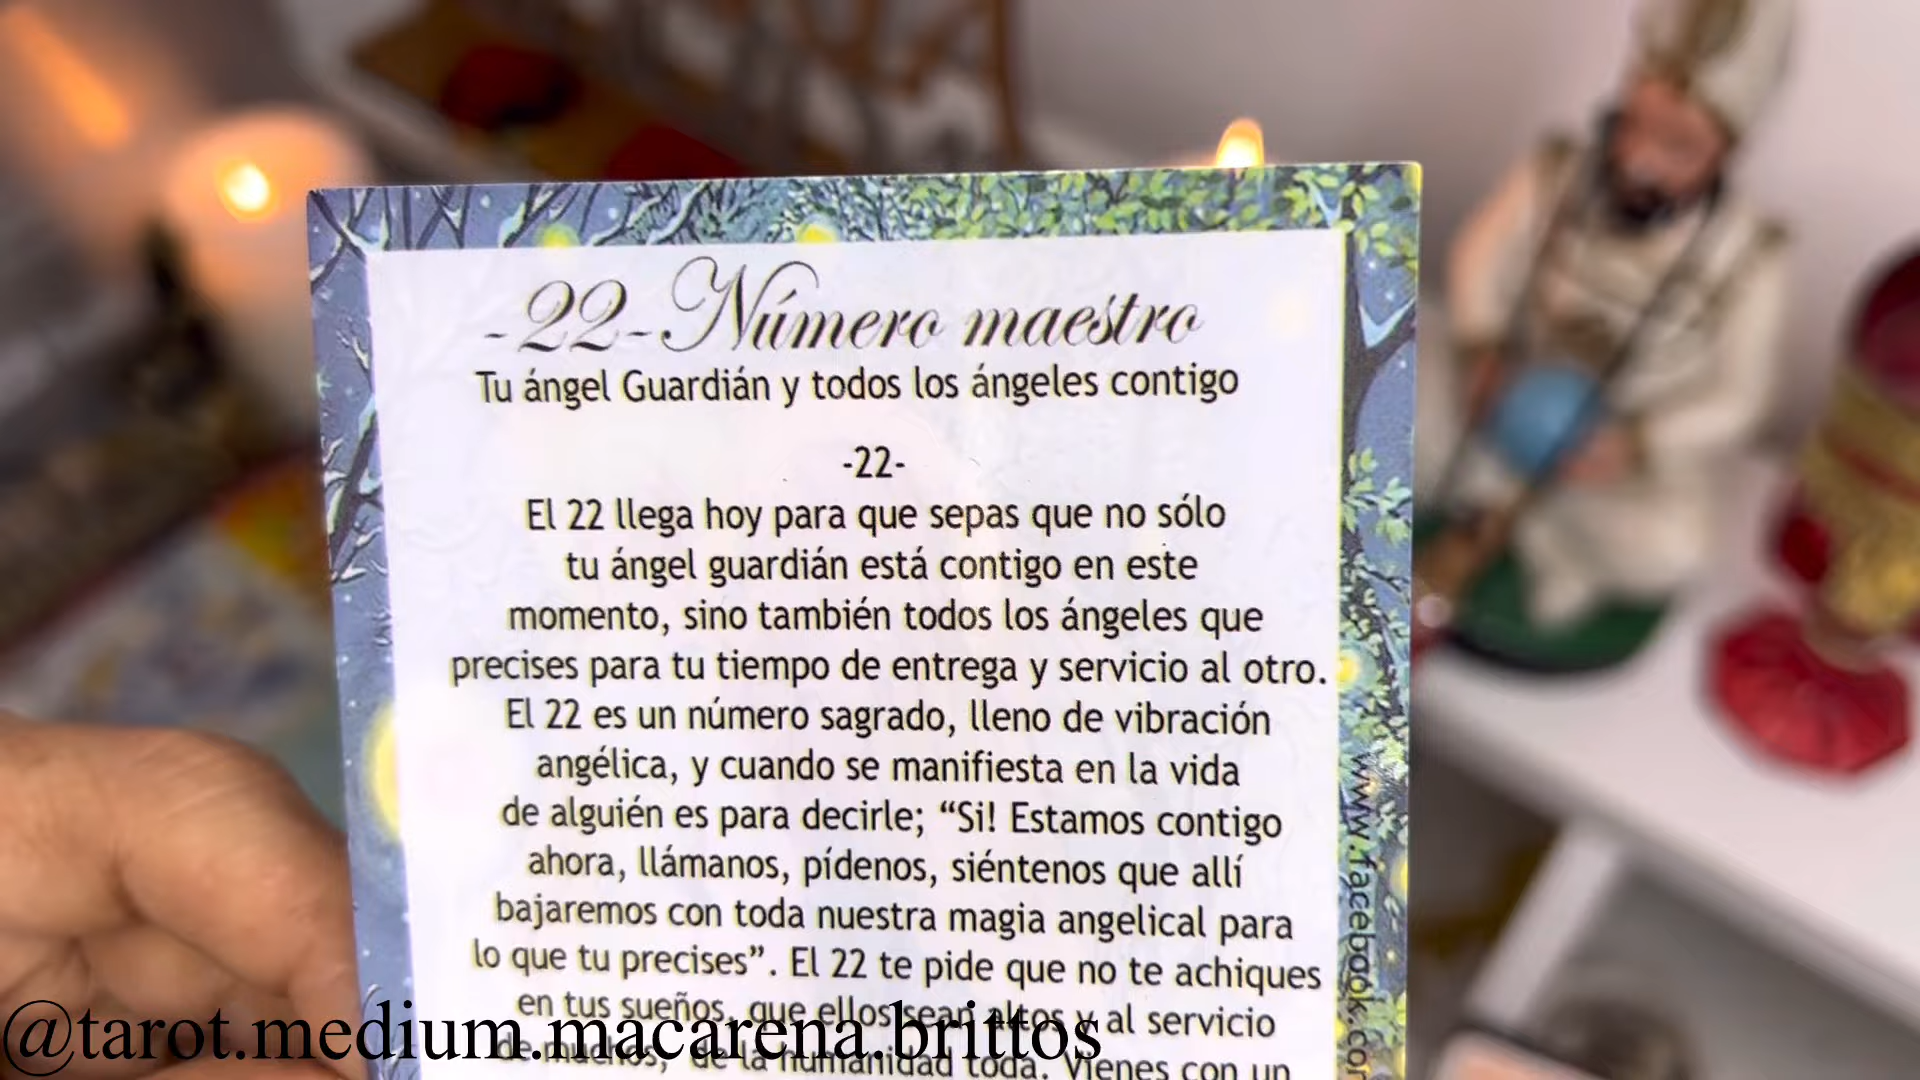 -22-Número maestro
Tu ángel Guardián y todos los ángeles contigo
-22-
El 22 llega hoy para que sepas que no sólo
tu ángel guardián está contigo en este
momento, sino también todos los ángeles que
precises para tu tiempo de entrega y servicio al otro.
El 22 es un número sagrado, lleno de vibración
angélica, y cuando se manifiesta en la vida
de alguién es para decirle; “Si! Estamos contigo
ahora, llámanos, pídenos, siéntenos que allí
bajaremos con toda nuestra magia angelical para
lo que tu precises”. El 22 te pide que no te achiques
en tus sueños, que ellos sean altos y al servicio
de muchos, de la humanidad toda. Vienes con un
www.facebook.com
@tarot.medium.macarena.brittos